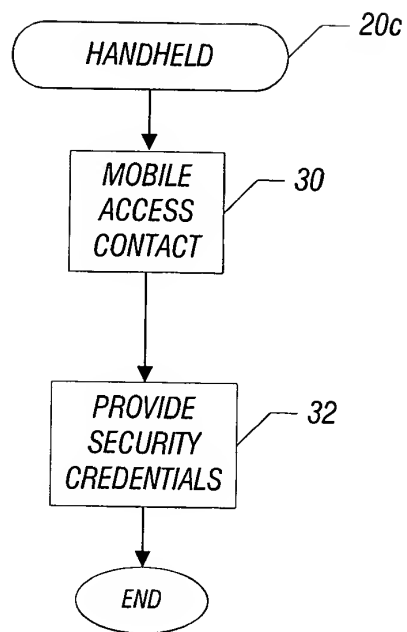 HANDHELD
20c
MOBILE
ACCESS
CONTACT
30
PROVIDE
SECURITY
CREDENTIALS
32
END